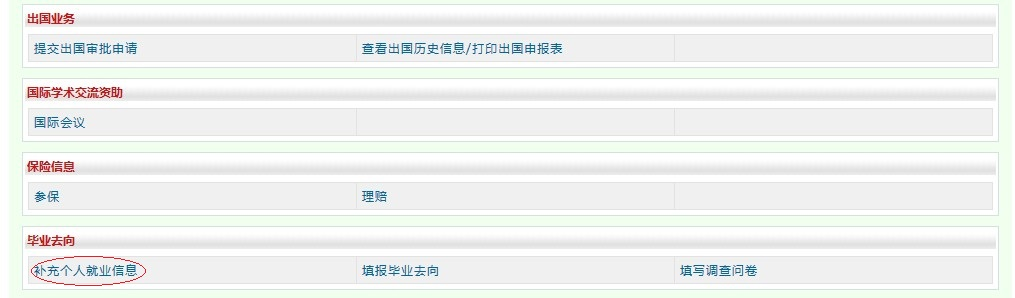 出国业务
提交出国审批申请 查看出国历史信息/打印出国申报表
国际学术交流资助
国际会议
保险信息
参保 理赔
毕业去向
补充个人就业信息 填报毕业去向 填写调查问卷